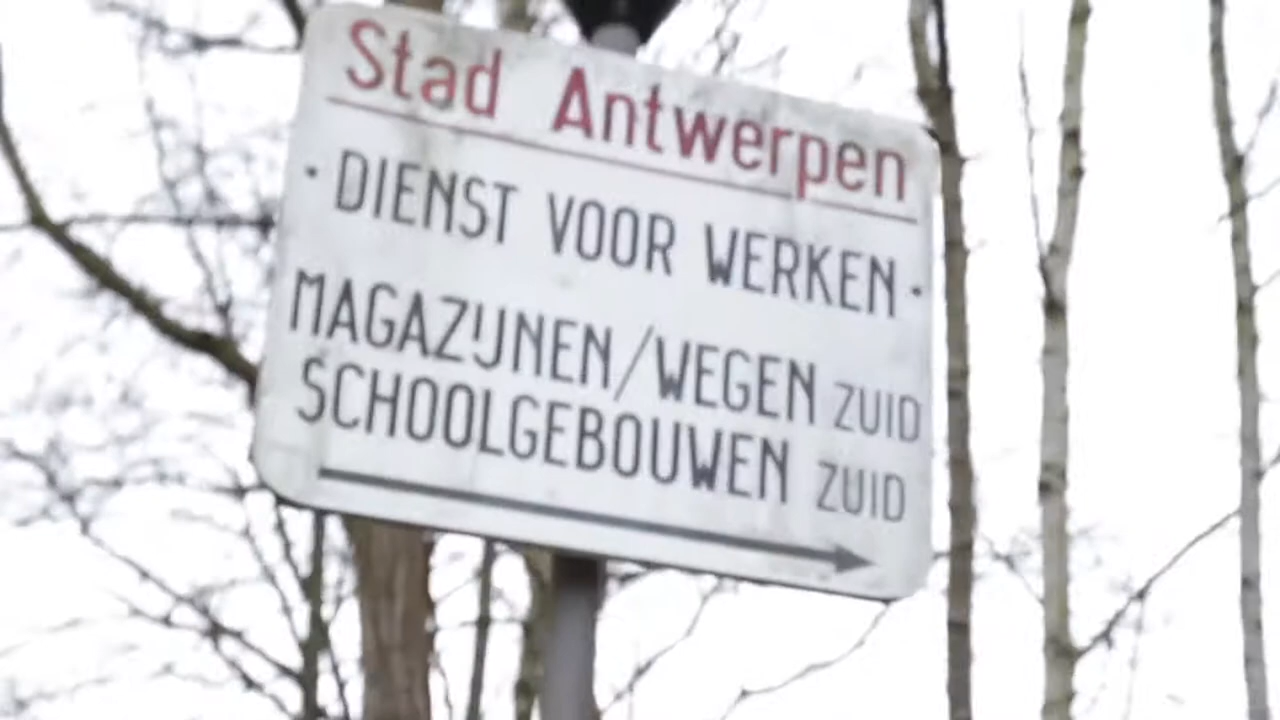 Stad Antwerpen
· DIENST VOOR WERKEN ·
MAGAZIJNEN/WEGEN ZUID
SCHOOLGEBOUWEN ZUID